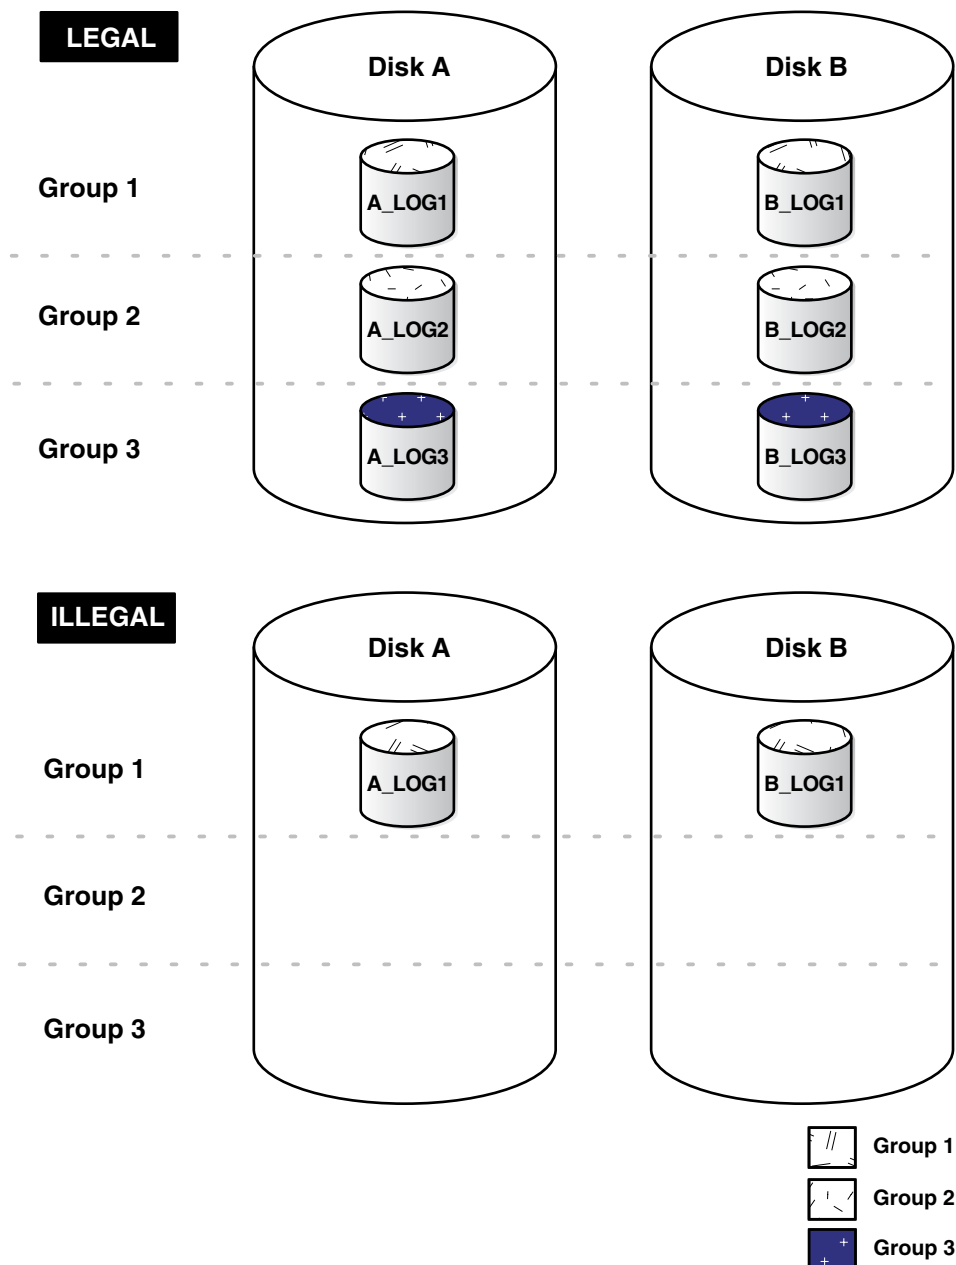 LEGAL
Disk A
Disk B
Group 1
A_LOG1
B_LOG1
Group 2
A_LOG2
B_LOG2
Group 3
A_LOG3
B_LOG3
ILLEGAL
Disk A
Disk B
Group 1
A_LOG1
B_LOG1
Group 2
Group 3
Group 1
Group 2
Group 3